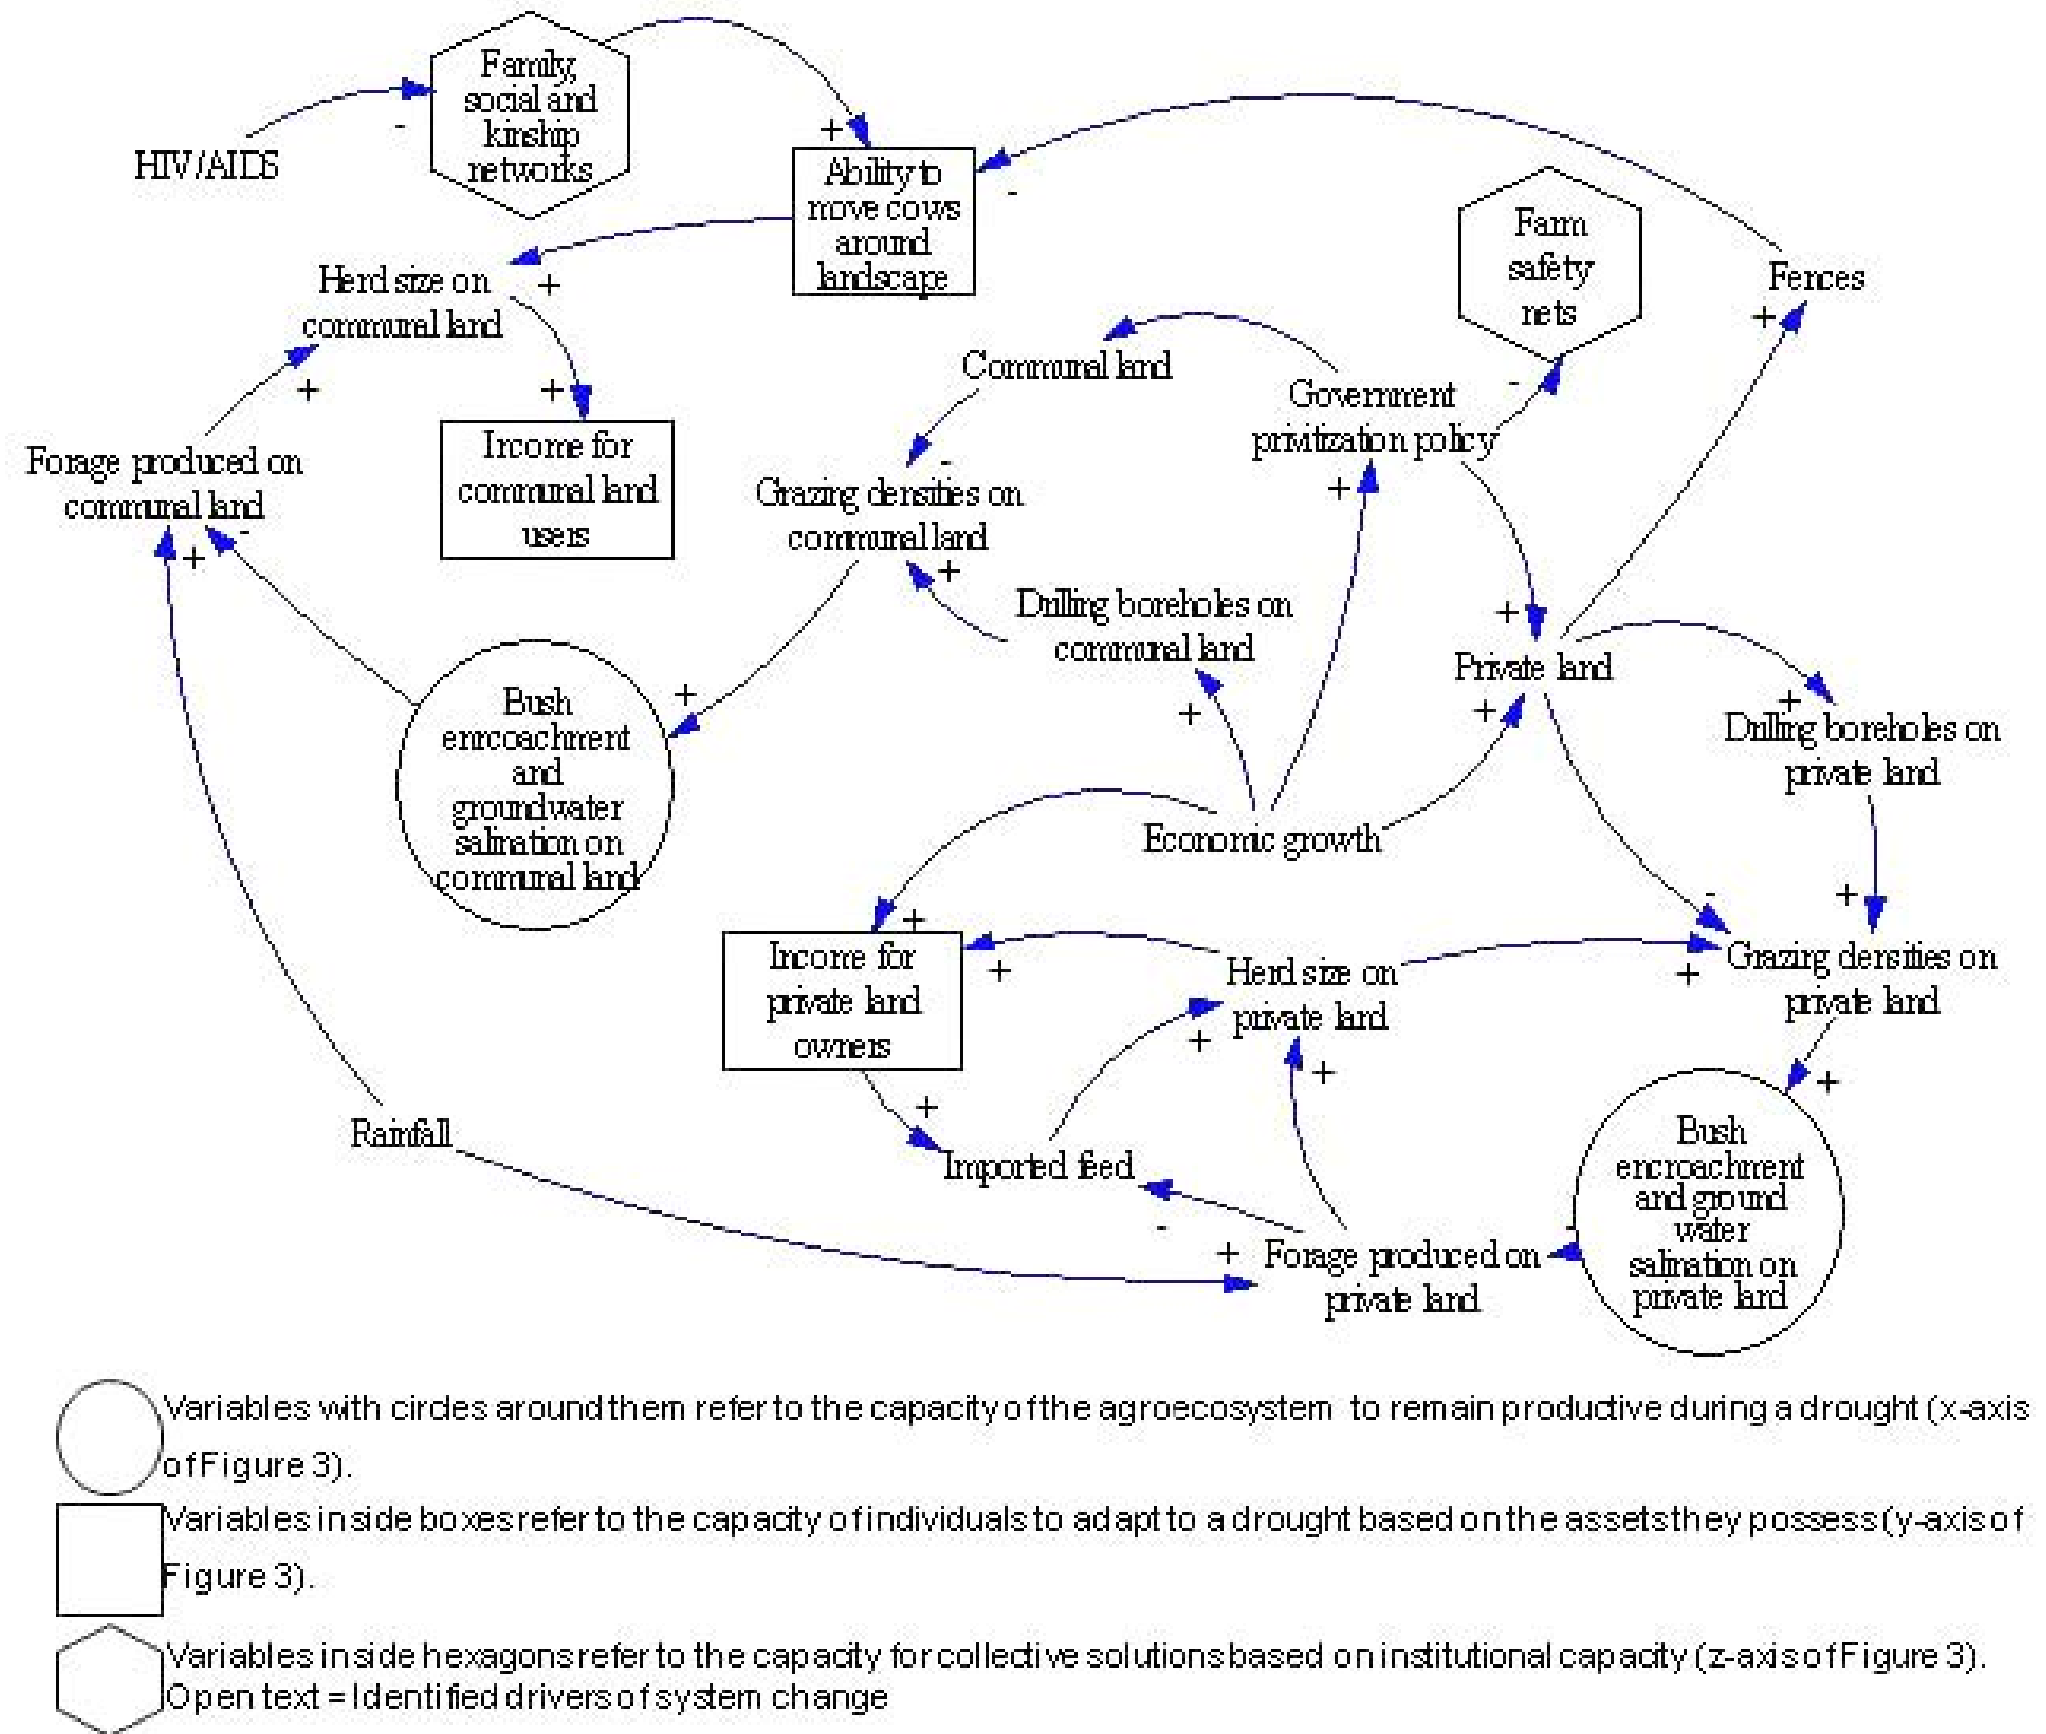 Family,
social and
kinship
networks
-
HIV/AIDS
+
Ability to
move cows
around
landscape
-
Farm
safety
nets
Fences
+
Herd size on
communal land
+
+
+
Income for
communal land
users
Communal land
-
Government
privitization policy
-
+
Forage produced on
communal land
+
-
Grazing densities on
communal land
+
Drilling boreholes on
communal land
+
+
Private land
+
+
Drilling boreholes on
private land
+
Bush
enrcoachment
and
groundwater
salination on
communal land
Economic growth
+
-
+
Income for
private land
owners
+
Herd size on
private land
+
Grazing densities on
private land
+
+
+
+
Rainfall
Imported feed
-
+
Forage produced on
private land
-
Bush
encroachment
and ground
water
salination on
private land
Variables with circles around them refer to the capacity of the agroecosystem to remain productive during a drought (x-axis
of Figure 3).
Variables inside boxes refer to the capacity of individuals to adapt to a drought based on the assets they possess (y-axis of
Figure 3).
Variables inside hexagons refer to the capacity for collective solutions based on institutional capacity (z-axis of Figure 3).
Open text = Identified drivers of system change